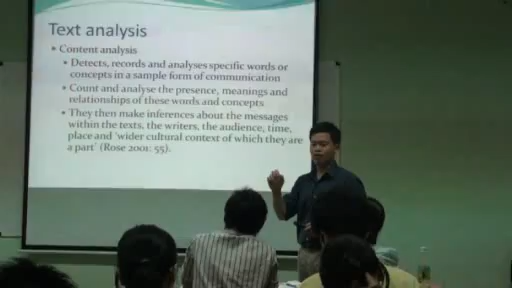 Text analysis
Content analysis
Detects, records and analyses specific words or
concepts in a sample form of communication
Count and analyse the presence, meanings and
relationships of these words and concepts
They then make inferences about the messages
within the texts, the writers, the audience, time,
place and 'wider cultural context of which they are
a part' (Rose 2001: 55).